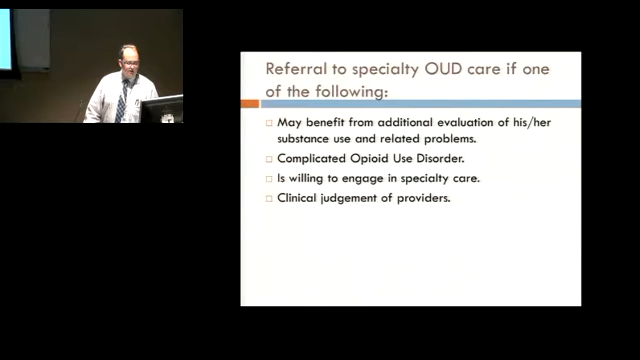 Referral to specialty OUD care if one
of the following:
May benefit from additional evaluation of his/her
substance use and related problems.
Complicated Opioid Use Disorder.
Is willing to engage in specialty care.
Clinical judgement of providers.